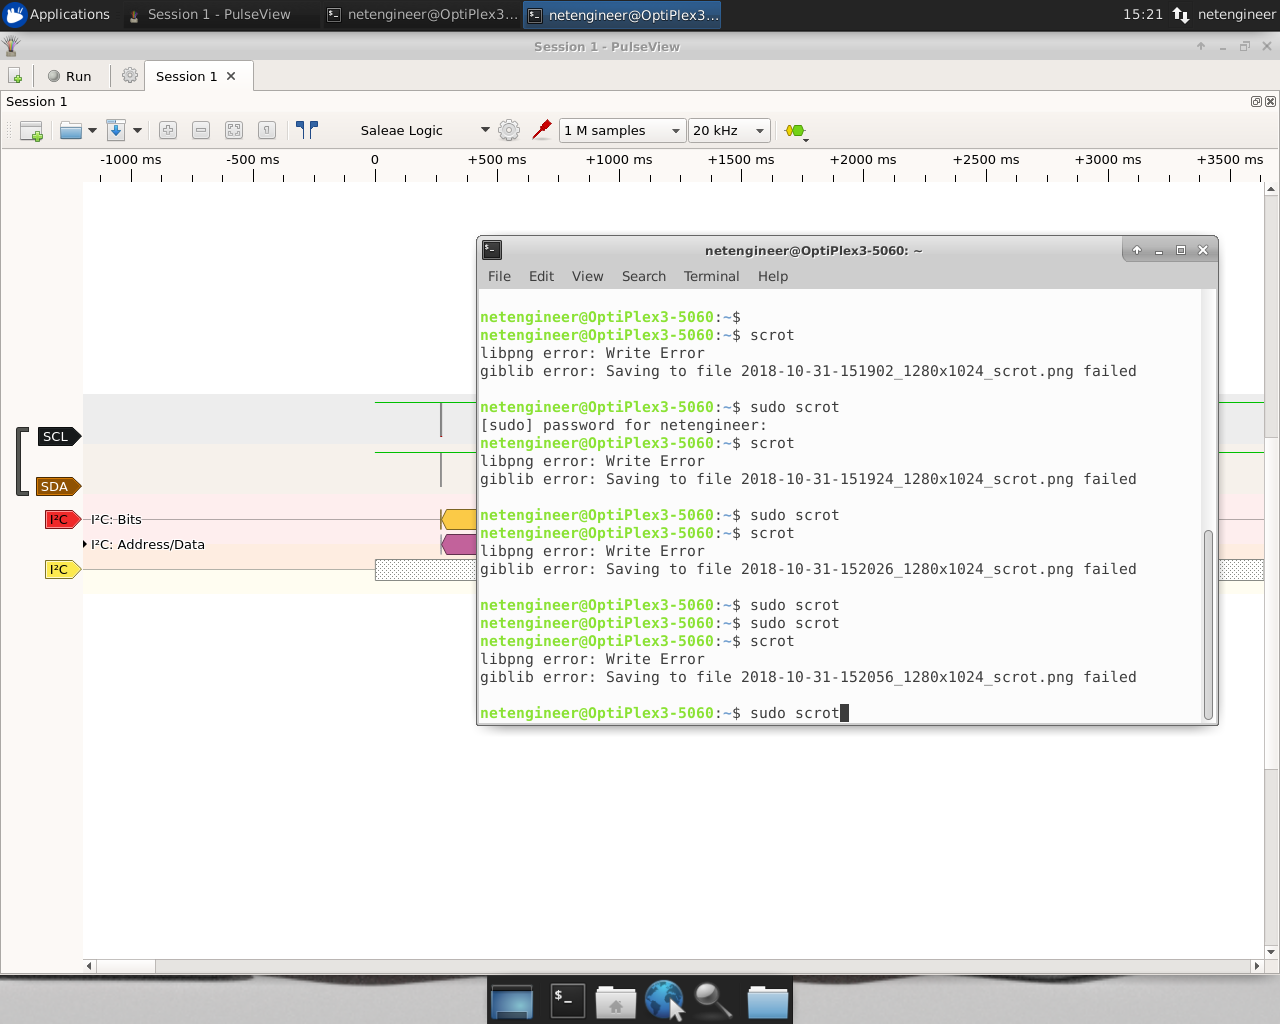 Applications
Session 1 - PulseView
netengineer@OptiPlex3...
netengineer@OptiPlex3...
15:21
netengineer
Session 1 - PulseView
Run
Session 1
Session 1
Saleae Logic
1 M samples
20 kHz
-1000 ms
-500 ms
0
+500 ms
+1000 ms
+1500 ms
+2000 ms
+2500 ms
+3000 ms
+3500 ms
netengineer@OptiPlex3-5060: ~
File Edit View Search Terminal Help
netengineer@OptiPlex3-5060:~$
netengineer@OptiPlex3-5060:~$ scrot
libpng error: Write Error
giblib error: Saving to file 2018-10-31-151902_1280x1024_scrot.png failed
netengineer@OptiPlex3-5060:~$ sudo scrot
[sudo] password for netengineer:
netengineer@OptiPlex3-5060:~$ scrot
libpng error: Write Error
giblib error: Saving to file 2018-10-31-151924_1280x1024_scrot.png failed
netengineer@OptiPlex3-5060:~$ sudo scrot
netengineer@OptiPlex3-5060:~$ scrot
libpng error: Write Error
giblib error: Saving to file 2018-10-31-152026_1280x1024_scrot.png failed
netengineer@OptiPlex3-5060:~$ sudo scrot
netengineer@OptiPlex3-5060:~$ sudo scrot
netengineer@OptiPlex3-5060:~$ scrot
libpng error: Write Error
giblib error: Saving to file 2018-10-31-152056_1280x1024_scrot.png failed
netengineer@OptiPlex3-5060:~$ sudo scrot
SCL
SDA
I²C
I²C: Bits
I²C: Address/Data
I²C